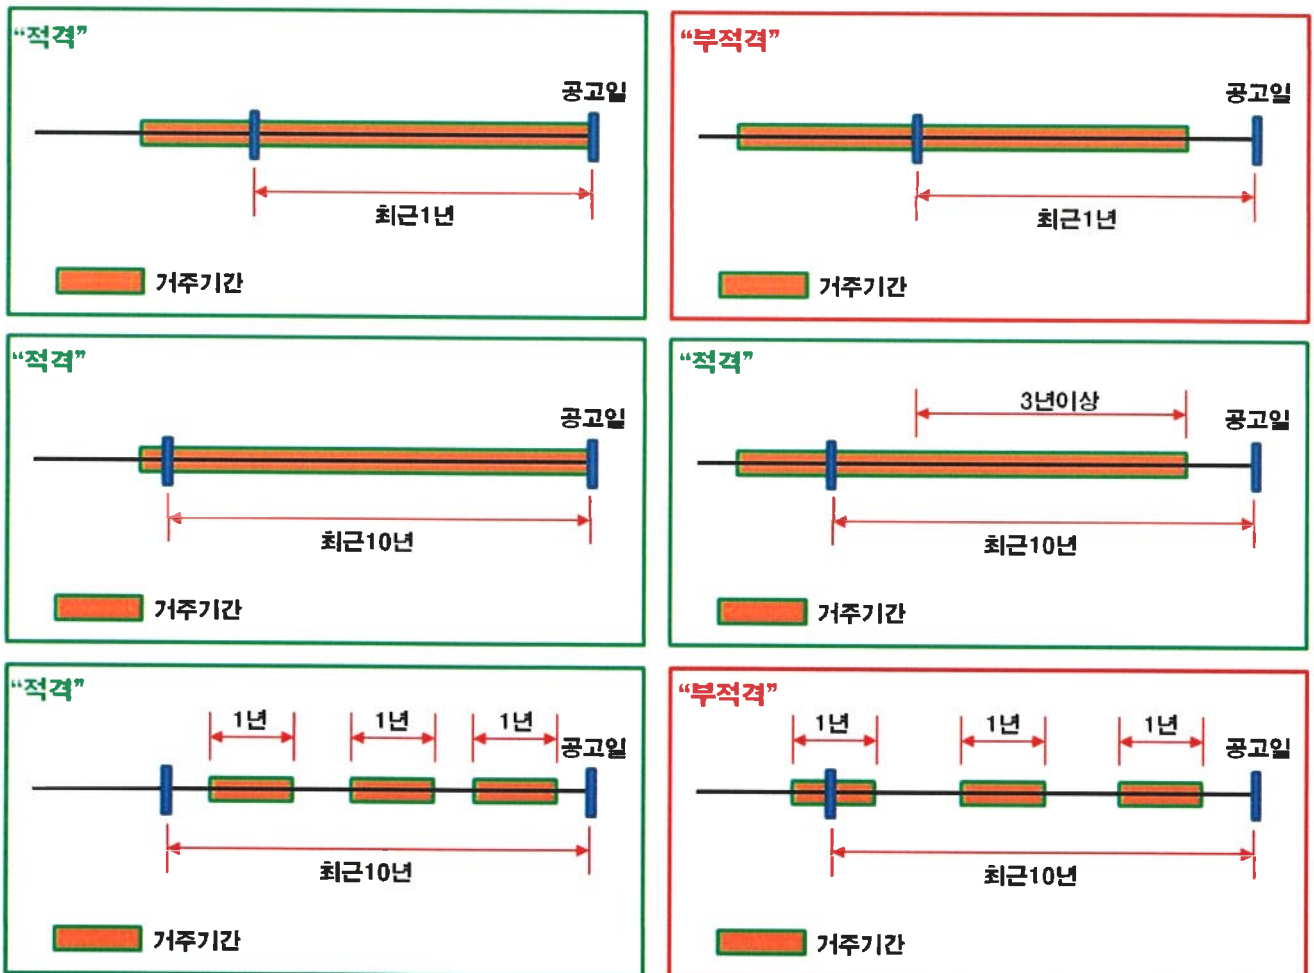 “적격”
공고일
최근1년
거주기간
“부적격”
공고일
최근1년
거주기간
“적격”
공고일
최근10년
거주기간
“적격”
3년이상
공고일
최근10년
거주기간
“적격”
1년 1년 1년
공고일
최근10년
거주기간
“부적격”
1년 1년 1년
공고일
최근10년
거주기간